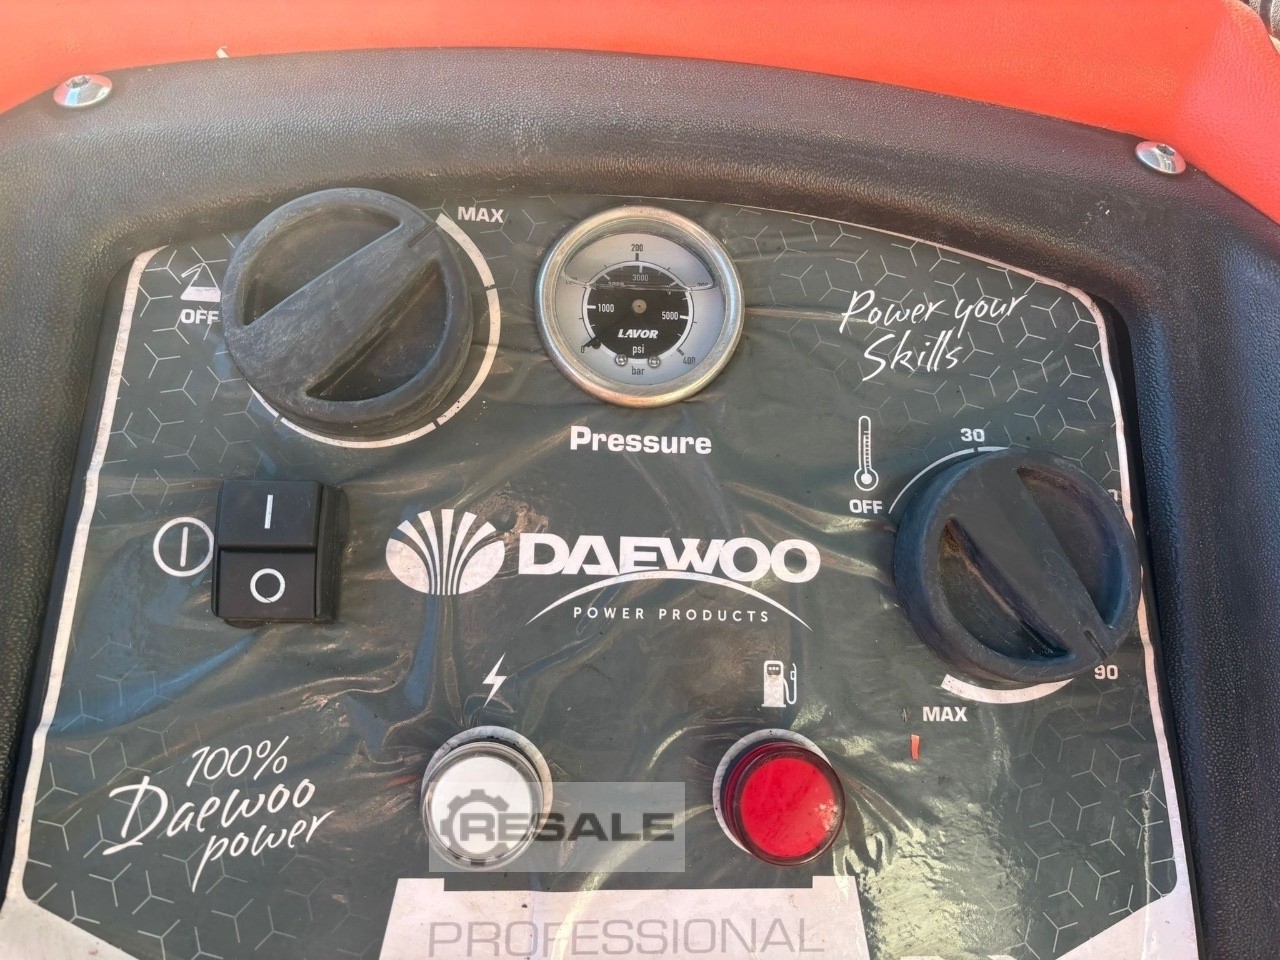 MAX
OFF
200
3000
1000
5000
LAVOR
0
psi
400
bar
Pressure
Power your
Skills
30
OFF
90
MAX
I
O
DAEWOO
POWER PRODUCTS
100%
Daewoo
power
RESALE
PROFESSIONAL